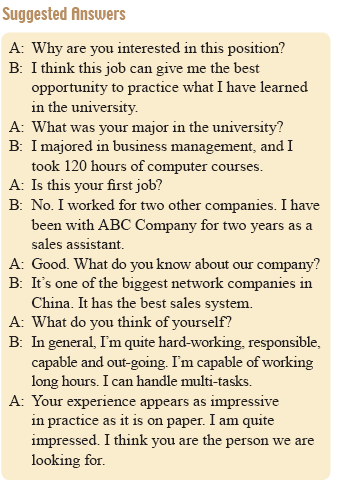 Suggested Answers
A: Why are you interested in this position?
B: I think this job can give me the best
opportunity to practice what I have learned
in the university.
A: What was your major in the university?
B: I majored in business management, and I
took 120 hours of computer courses.
A: Is this your first job?
B: No. I worked for two other companies. I have
been with ABC Company for two years as a
sales assistant.
A: Good. What do you know about our company?
B: It's one of the biggest network companies in
China. It has the best sales system.
A: What do you think of yourself?
B: In general, I'm quite hard-working, responsible,
capable and out-going. I'm capable of working
long hours. I can handle multi-tasks.
A: Your experience appears as impressive
in practice as it is on paper. I am quite
impressed. I think you are the person we are
looking for.